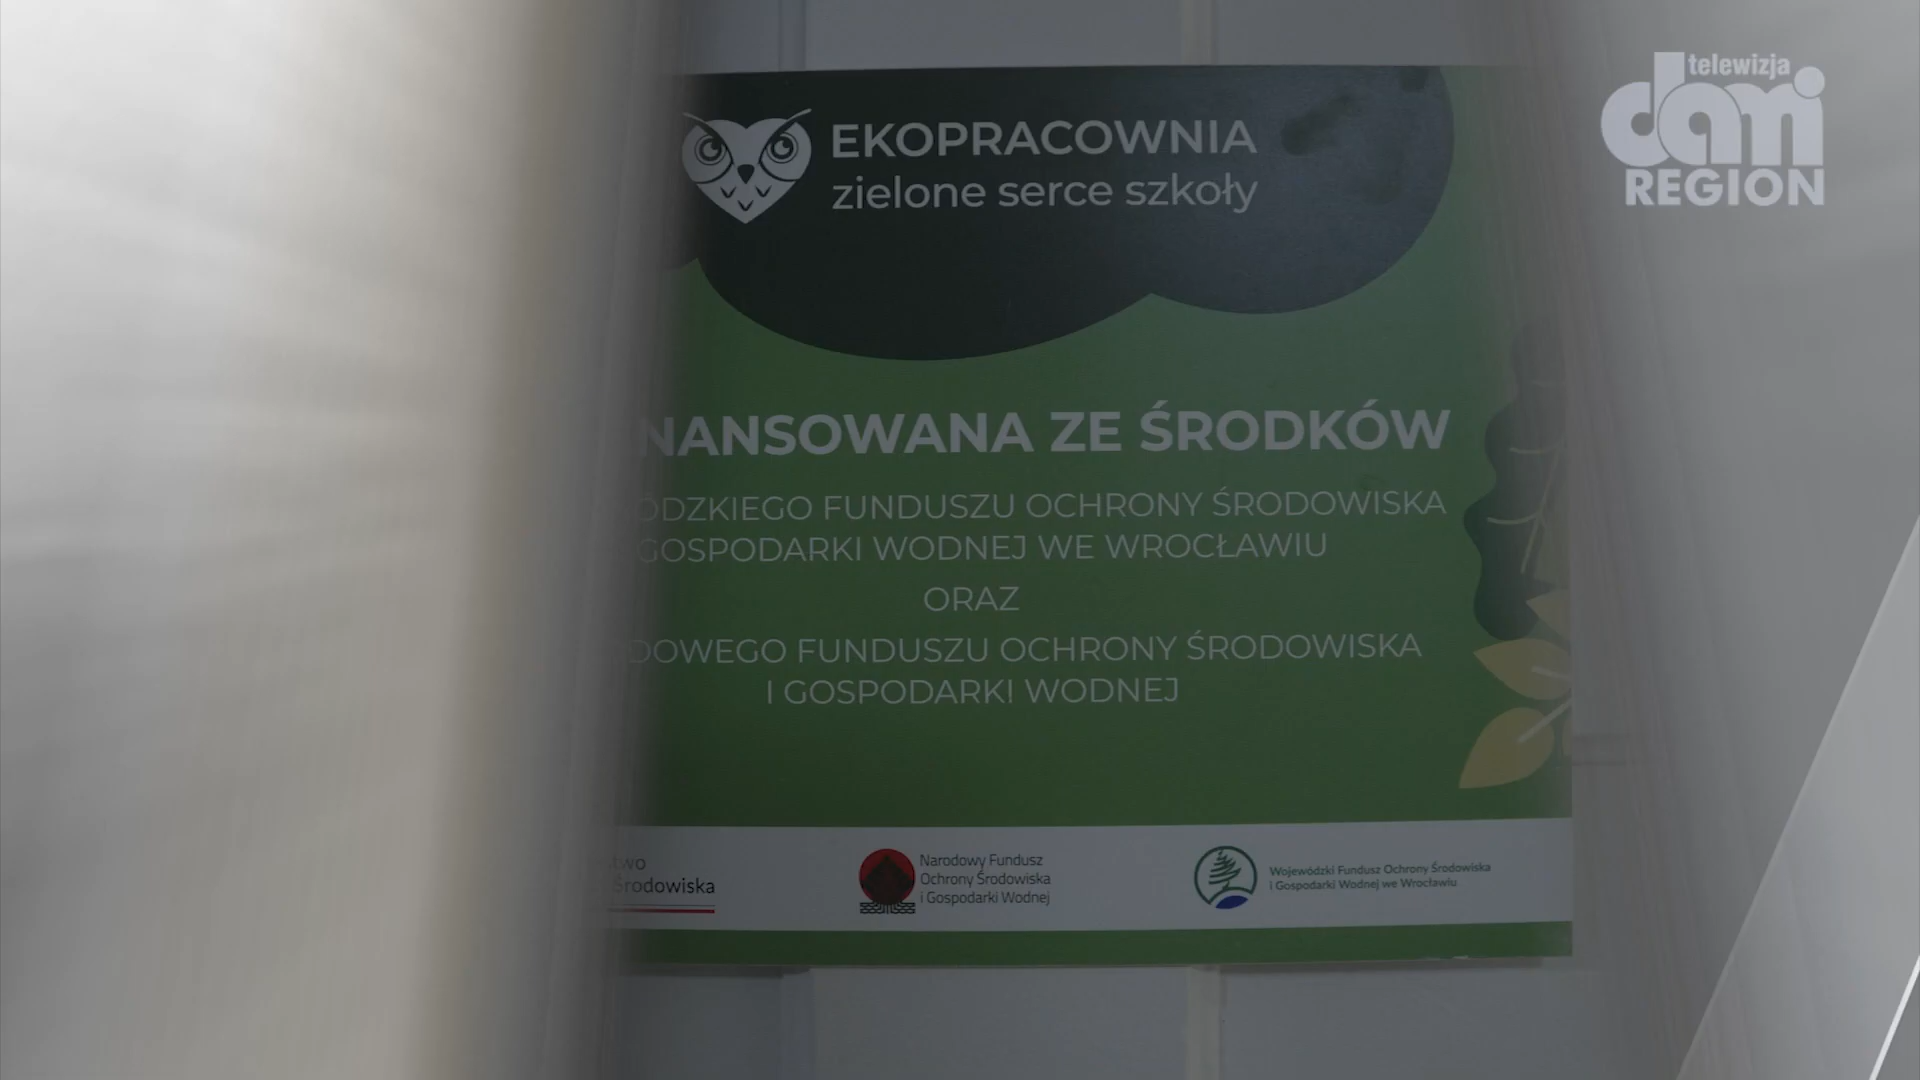 telewizja
dami
REGION
EKOPRACOWNIA
zielone serce szkoły
NANSOWANA ZE ŚRODKÓW
ÓDZKIEGO FUNDUSZU OCHRONY ŚRODOWISKA
GOSPODARKI WODNEJ WE WROCŁAWIU
ORAZ
DOWEGO FUNDUSZU OCHRONY ŚRODOWISKA
I GOSPODARKI WODNEJ
two
Środowiska
Narodowy Fundusz
Ochrony Środowiska
i Gospodarki Wodnej
Wojewódzki Fundusz Ochrony Środowiska
i Gospodarki Wodnej we Wrocławiu